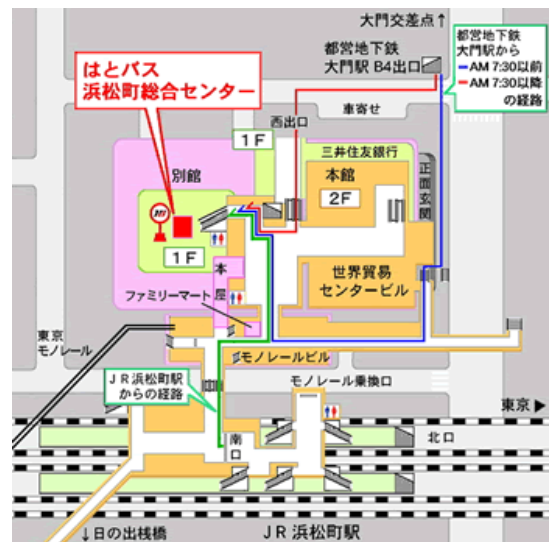 大門交差点↑
都営地下鉄
大門駅 B4出口
都営地下鉄
大門駅から
AM 7:30以前
AM 7:30以降
の経路
はとバス
浜松町総合センター
車寄せ
西出口
1F
三井住友銀行
別館
本館
2F
正面玄関
1F
本屋
世界貿易
センタービル
ファミリーマート
東京
モノレール
モノレールビル
JR浜松町駅
からの経路
モノレール乗換口
東京▶
南口
北口
↓日の出桟橋
JR浜松町駅